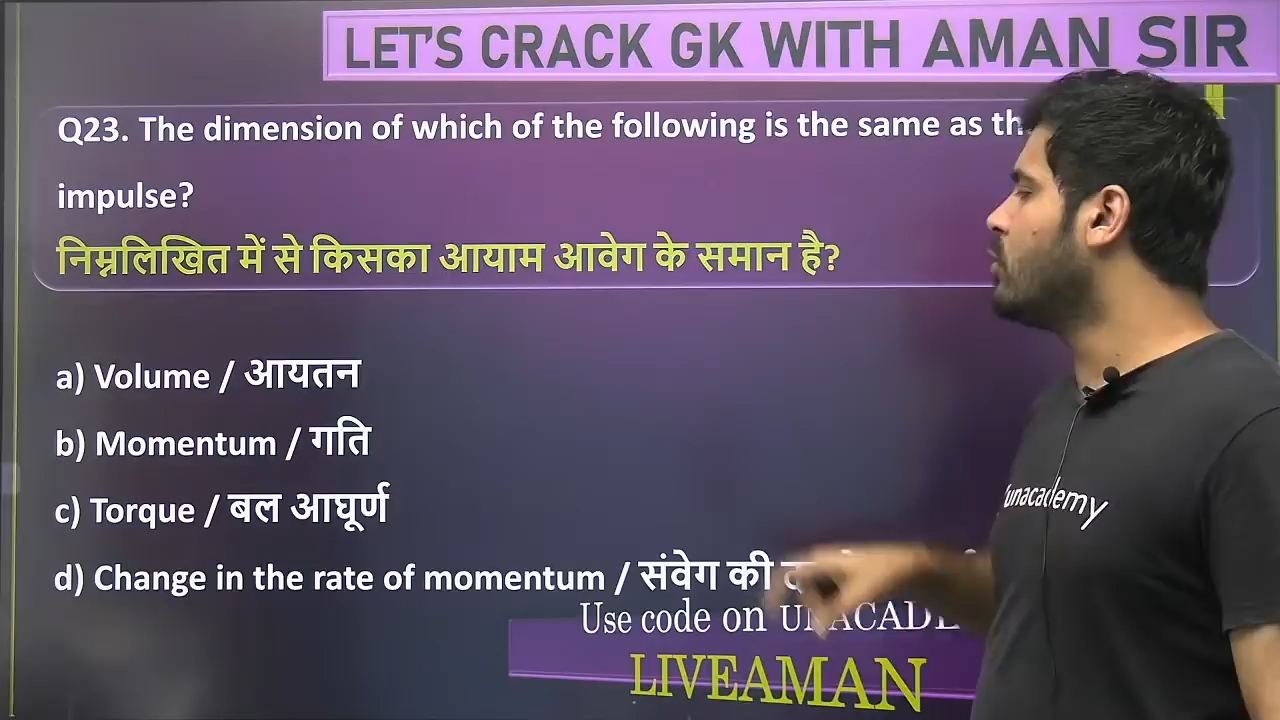 LET'S CRACK GK WITH AMAN SIR
Q23. The dimension of which of the following is the same as
impulse?
निम्नलिखित में से किसका आयाम आवेग के समान है?
a) Volume / आयतन
b) Momentum / गति
c) Torque / बल आघूर्ण
d) Change in the rate of momentum / संवेग की
Use code on
LIVEAMAN
unacademy